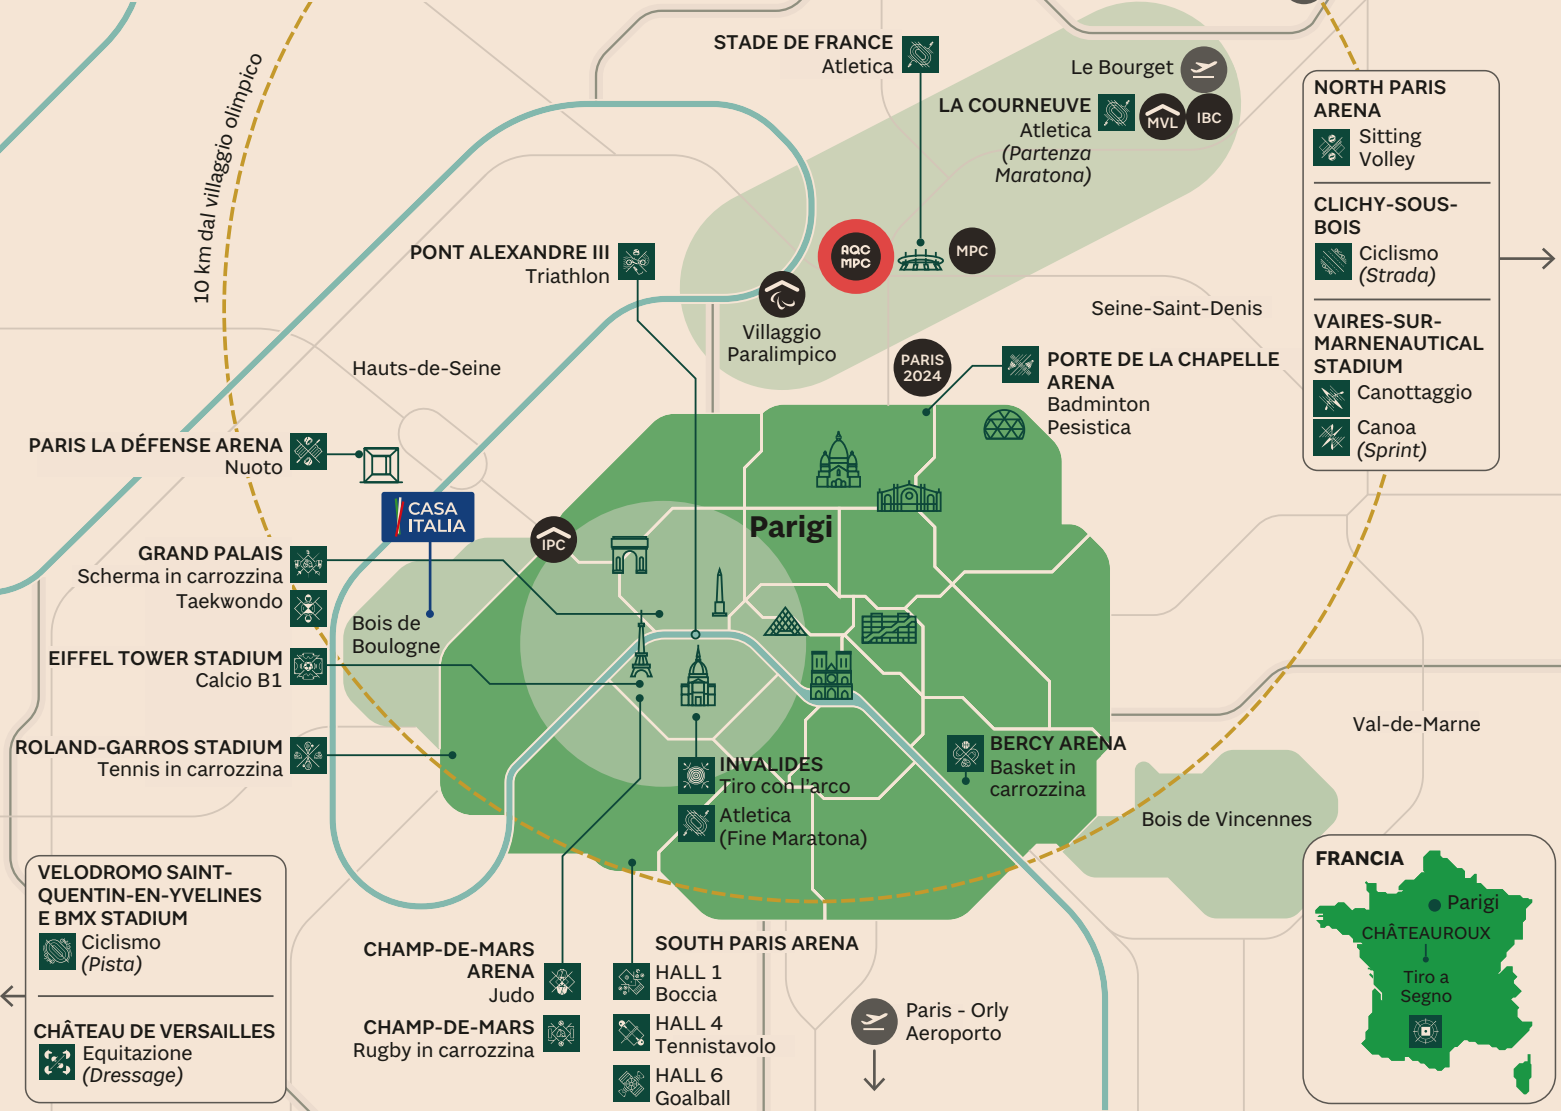 10 km dal villaggio olimpico
STADE DE FRANCE
Atletica
Le Bourget
LA COURNEUVE
Atletica
(Partenza
Maratona)
MVL
IBC
NORTH PARIS
ARENA
Sitting
Volley
CLICHY-SOUS-
BOIS
Ciclismo
(Strada)
VAIRES-SUR-
MARNENAUTICAL
STADIUM
Canottaggio
Canoa
(Sprint)
PONT ALEXANDRE III
Triathlon
AQC
MPC
MPC
Villaggio
Paralimpico
Seine-Saint-Denis
Hauts-de-Seine
PARIS
2024
PORTE DE LA CHAPELLE
ARENA
Badminton
Pesistica
PARIS LA DÉFENSE ARENA
Nuoto
CASA
ITALIA
IPC
Parigi
GRAND PALAIS
Scherma in carrozzina
Taekwondo
Bois de
Boulogne
EIFFEL TOWER STADIUM
Calcio B1
ROLAND-GARROS STADIUM
Tennis in carrozzina
INVALIDES
Tiro con l'arco
Atletica
(Fine Maratona)
BERCY ARENA
Basket in
carrozzina
Val-de-Marne
Bois de Vincennes
VELODROMO SAINT-
QUENTIN-EN-YVELINES
E BMX STADIUM
Ciclismo
(Pista)
CHÂTEAU DE VERSAILLES
Equitazione
(Dressage)
CHAMP-DE-MARS
ARENA
Judo
CHAMP-DE-MARS
Rugby in carrozzina
SOUTH PARIS ARENA
HALL 1
Boccia
HALL 4
Tennistavolo
HALL 6
Goalball
Paris - Orly
Aeroporto
FRANCIA
Parigi
CHÂTEAUROUX
Tiro a
Segno